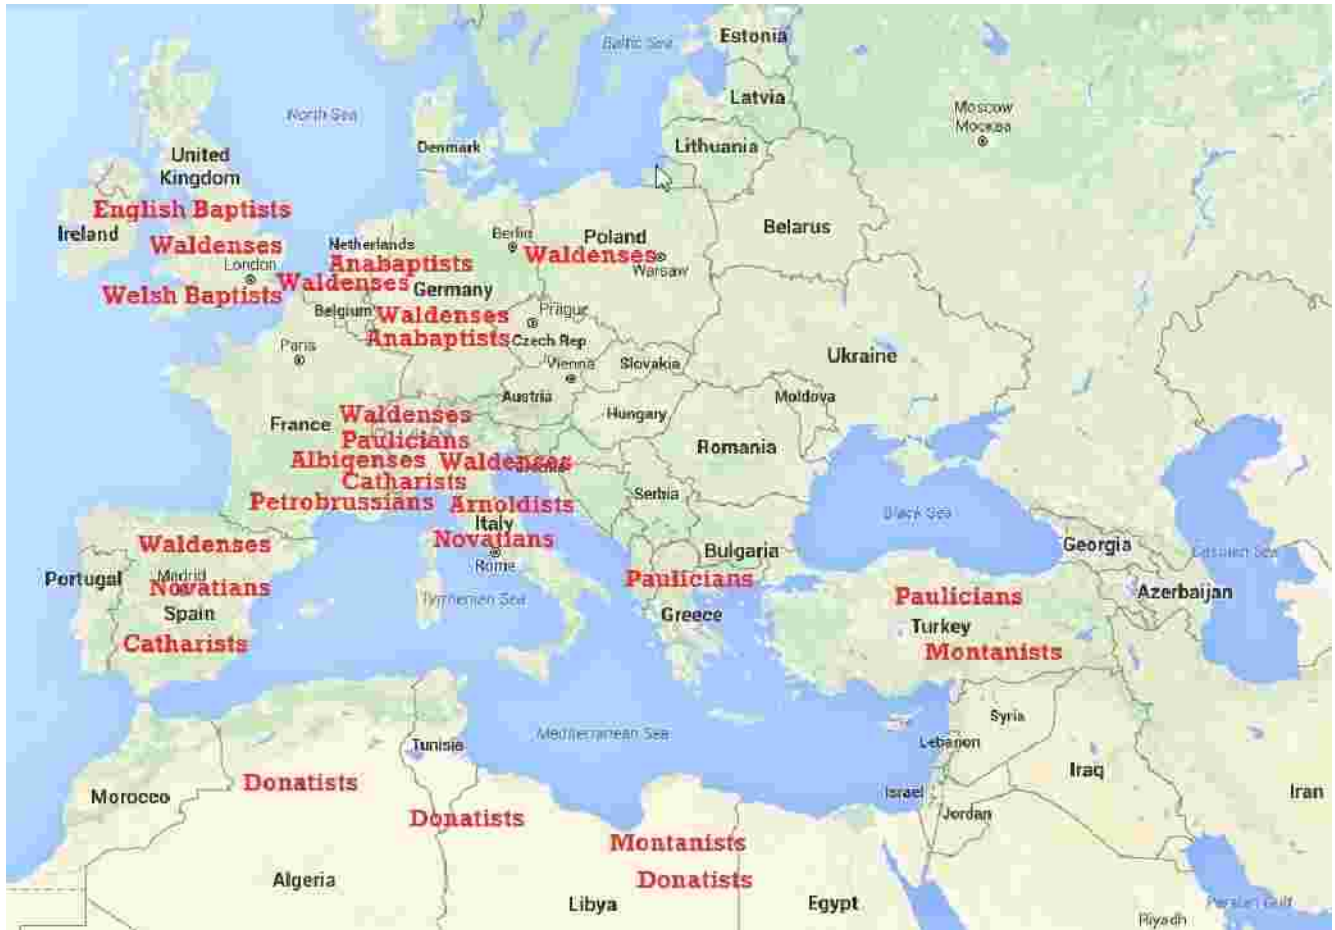 Estonia
Baltic Sea
Latvia
Moscow
Москва
North Sea
Denmark
Lithuania
United
Kingdom
English Baptists
Ireland
Belarus
Waldenses
Netherlands
Berlin
Poland
Waldenses
Warsaw
London
Anabaptists
Waldenses
Germany
Welsh Baptists
Belgium
Waldenses
Prague
Anabaptists
Czech Rep
Paris
Vienna
Slovakia
Ukraine
Austria
Moldova
France
Waldenses
Hungary
Paulicians
Romania
Albigenses
Waldenses
Catharists
Serbia
Petrobrussians
Arnoldists
Italy
Black Sea
Waldenses
Novatians
Bulgaria
Georgia
Caspian Sea
Rome
Portugal
Madrid
Novatians
Paulicians
Azerbaijan
Spain
Tyrrhenian Sea
Greece
Paulicians
Turkey
Catharists
Montanists
Syria
Mediterranean Sea
Lebanon
Tunisia
Iraq
Morocco
Donatists
Israel
Iran
Jordan
Donatists
Montanists
Algeria
Donatists
Libya
Egypt
Persian Gulf
Riyadh